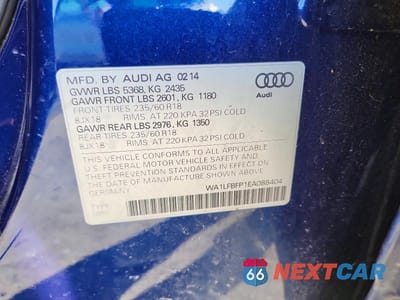 MFD. BY AUDI AG 02 14
GVWR LBS 5368, KG 2435
GAWR FRONT LBS 2601, KG 1180
FRONT TIRES 235/60 R18
8JX18 RIMS, AT 220 KPA 32 PSI COLD
GAWR REAR LBS 2976, KG 1350
REAR TIRES 235/60 R18
8JX18 RIMS, AT 220 KPA 32 PSI COLD
THIS VEHICLE CONFORMS TO ALL APPLICABLE
U.S. FEDERAL MOTOR VEHICLE SAFETY AND
THEFT PREVENTION STANDARDS IN EFFECT ON
THE DATE OF MANUFACTURE SHOWN ABOVE.
GERMANY
WA1LFBFP1EA088404
Audi
66 NEXTCAR